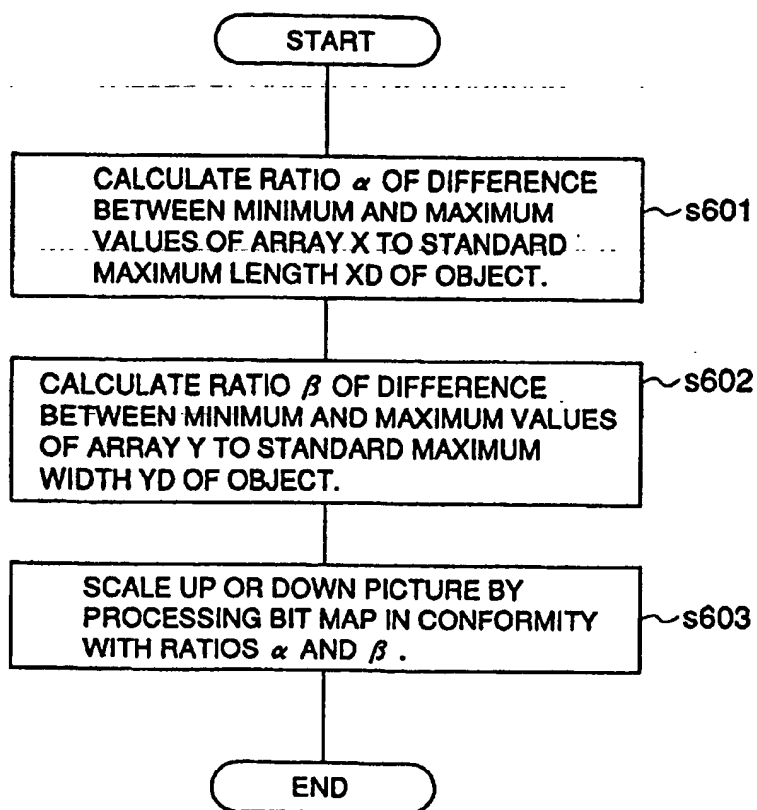 START
CALCULATE RATIO α OF DIFFERENCE
BETWEEN MINIMUM AND MAXIMUM
VALUES OF ARRAY X TO STANDARD
MAXIMUM LENGTH XD OF OBJECT.
s601
CALCULATE RATIO β OF DIFFERENCE
BETWEEN MINIMUM AND MAXIMUM VALUES
OF ARRAY Y TO STANDARD MAXIMUM
WIDTH YD OF OBJECT.
s602
SCALE UP OR DOWN PICTURE BY
PROCESSING BIT MAP IN CONFORMITY
WITH RATIOS α AND β .
s603
END